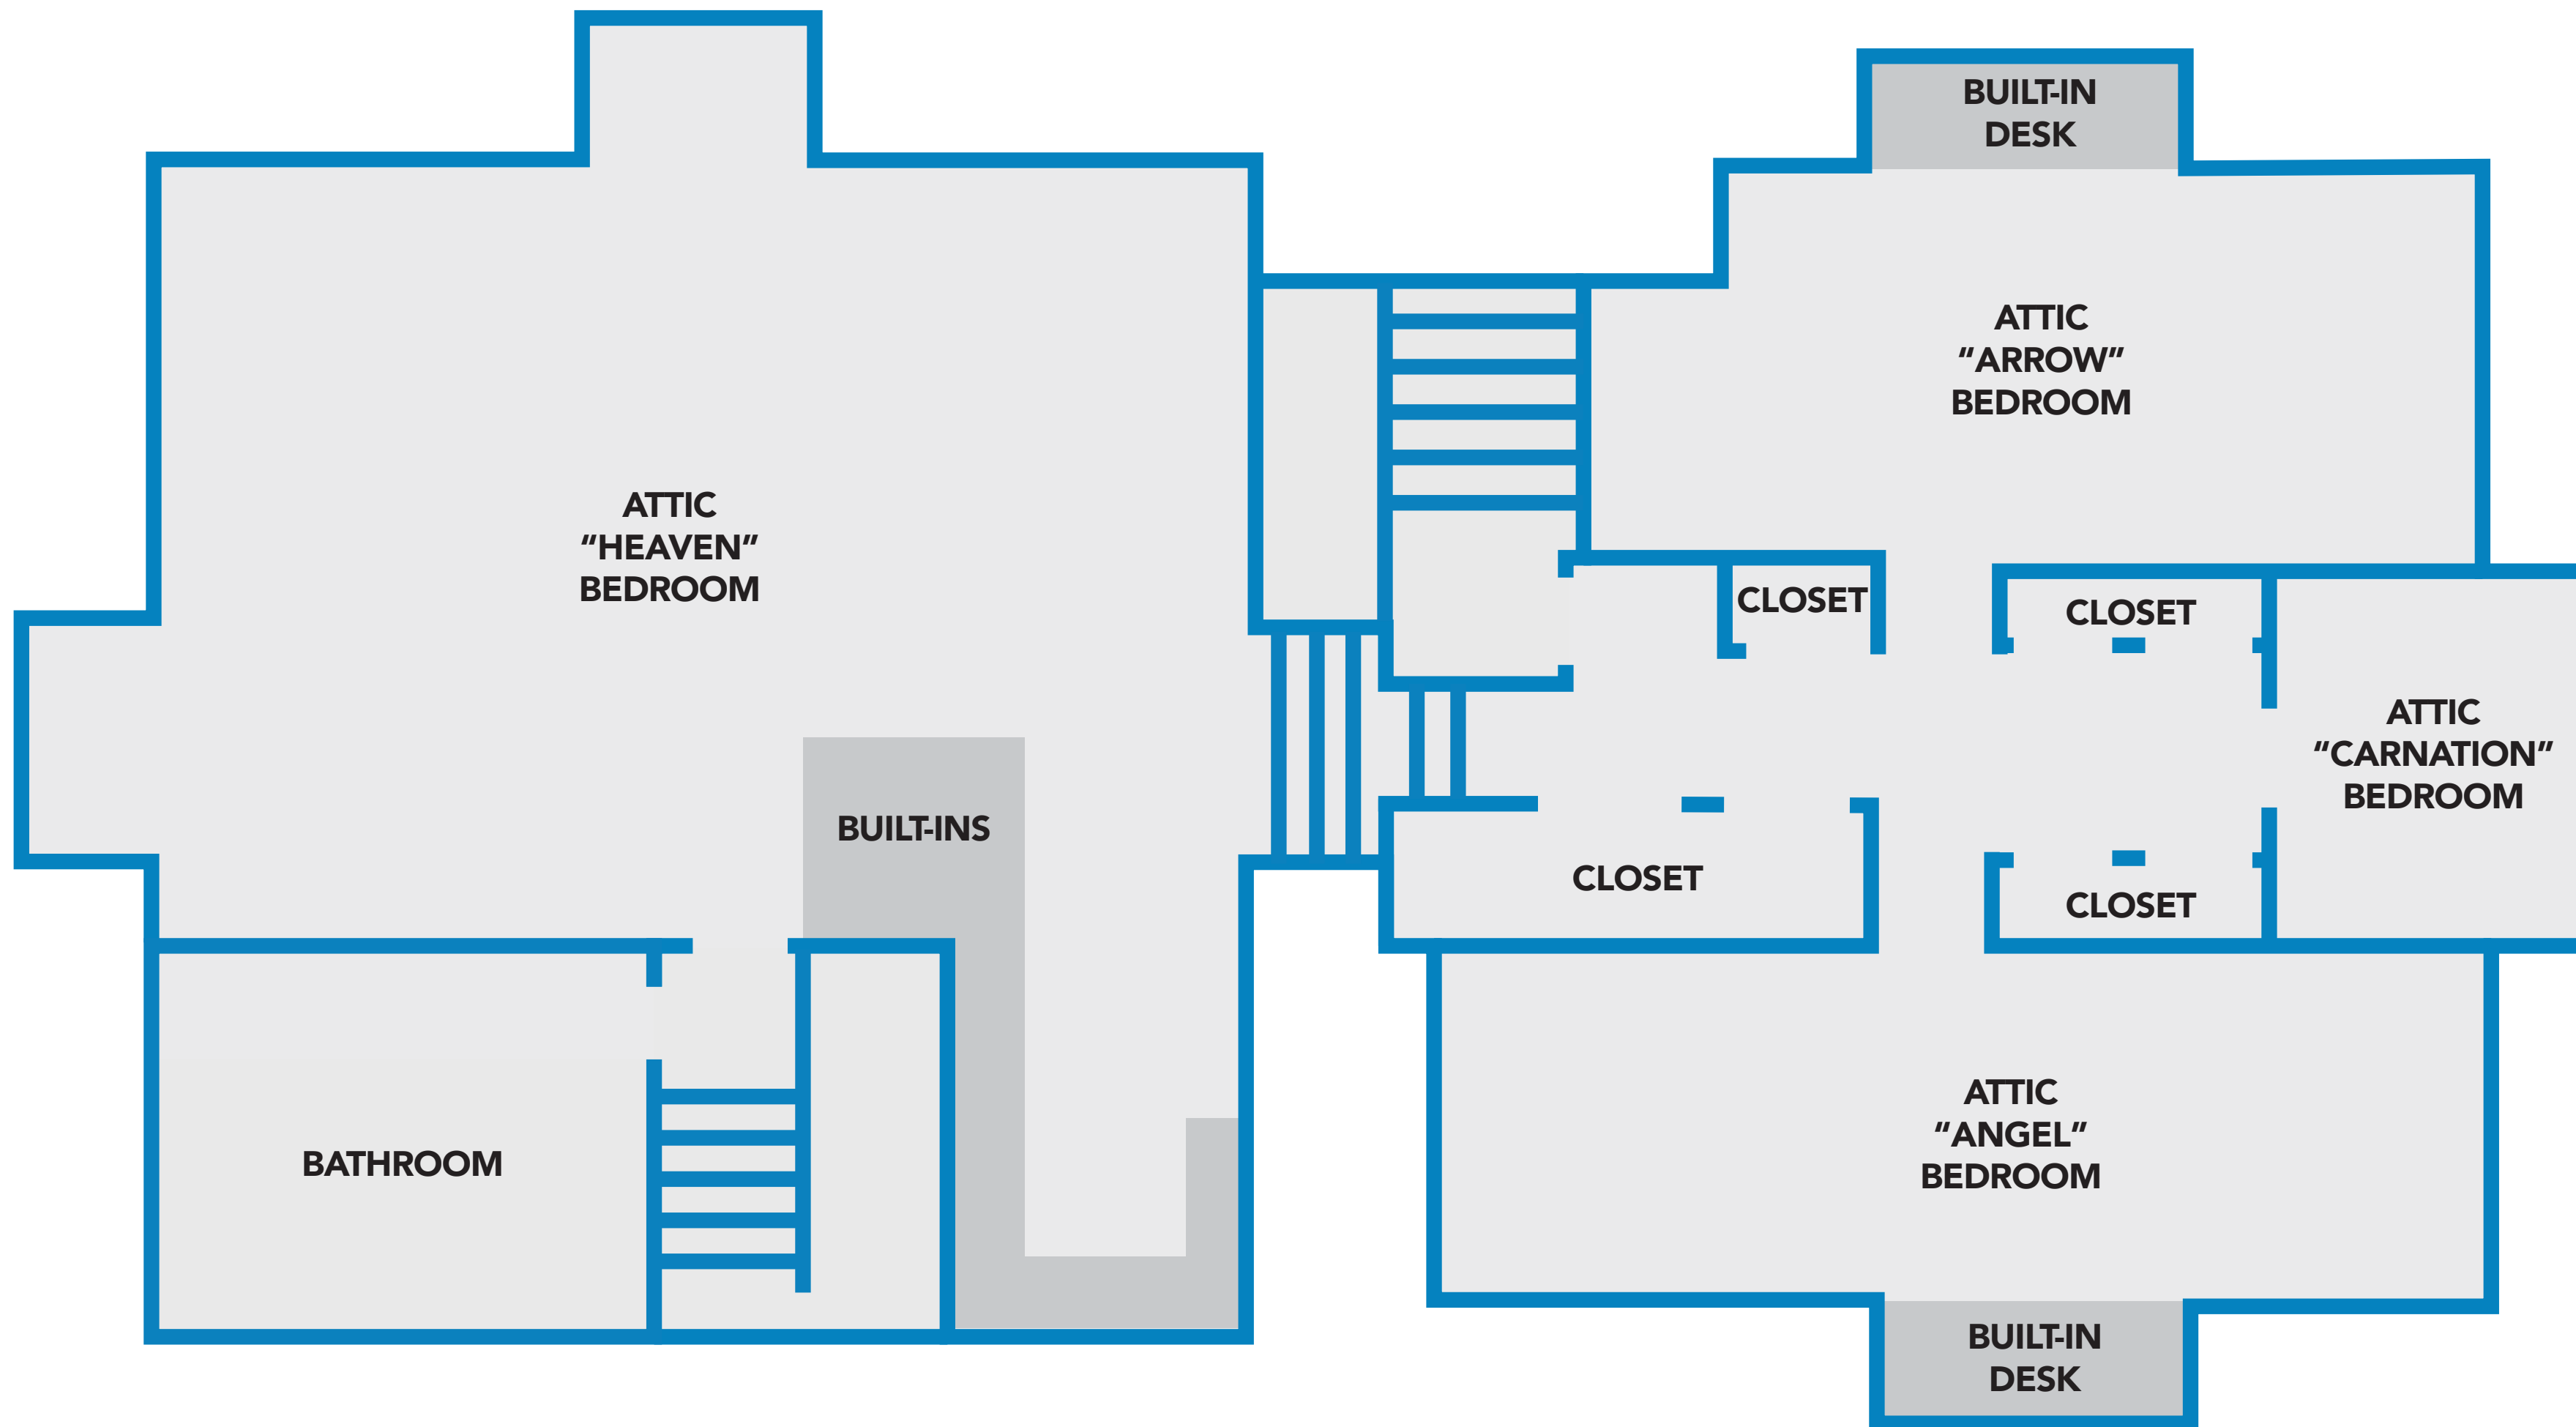 BUILT-IN
DESK
ATTIC
“ARROW”
BEDROOM
ATTIC
“HEAVEN”
BEDROOM
CLOSET
CLOSET
ATTIC
“CARNATION”
BEDROOM
BUILT-INS
CLOSET
CLOSET
ATTIC
“ANGEL”
BEDROOM
BATHROOM
BUILT-IN
DESK